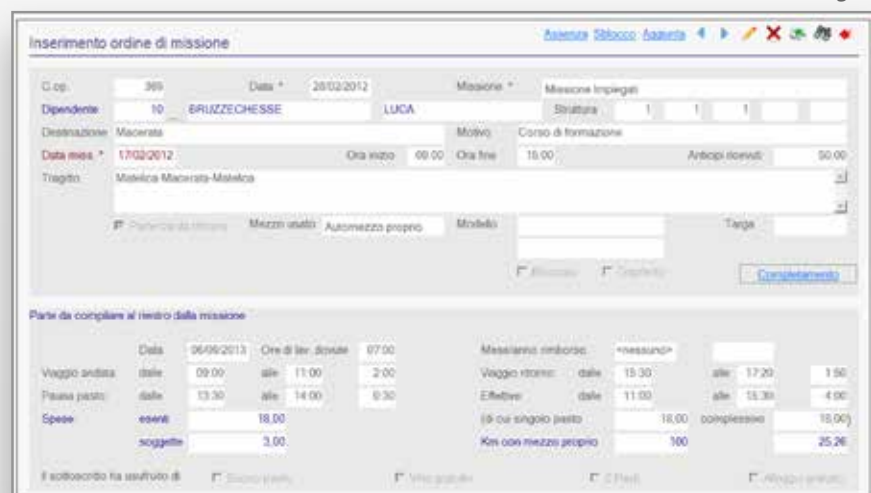 Inserimento ordine di missione
Assenza Sblocco Aggiunta
C.op. 369 Data * 28/02/2012 Missione * Missione Impiegati
Dipendente 10 BRUZZECHESSE LUCA Struttura 1 1 1
Destinazione Macerata Motivo Corso di formazione
Data miss. * 17/02/2012 Ora inizio 09:00 Ora fine 18:00 Anticipi ricevuti 50,00
Tragitto Matelica-Macerata-Matelica
Mezzo usato Automezzo proprio Modello Targa
Completamento
Parte da compilare al rientro dalla missione
Data 06/06/2013 Ore di lav. dovute 07:00 Mese/anno rimborso <nessuno>
Viaggio andata dalle 09:00 alle 11:00 2:00 Viaggio ritorno: dalle 15:30 alle 17:20 1:50
Pausa pasto: dalle 13:30 alle 14:00 0:30 Effettive: dalle 11:00 alle 15:30 4:00
Spese: esenti 18,00 (di cui singolo pasto 18,00 complessivo 18,00)
soggette 3,00 Km con mezzo proprio 100 25,26
Il sottoscritto ha usufruito di